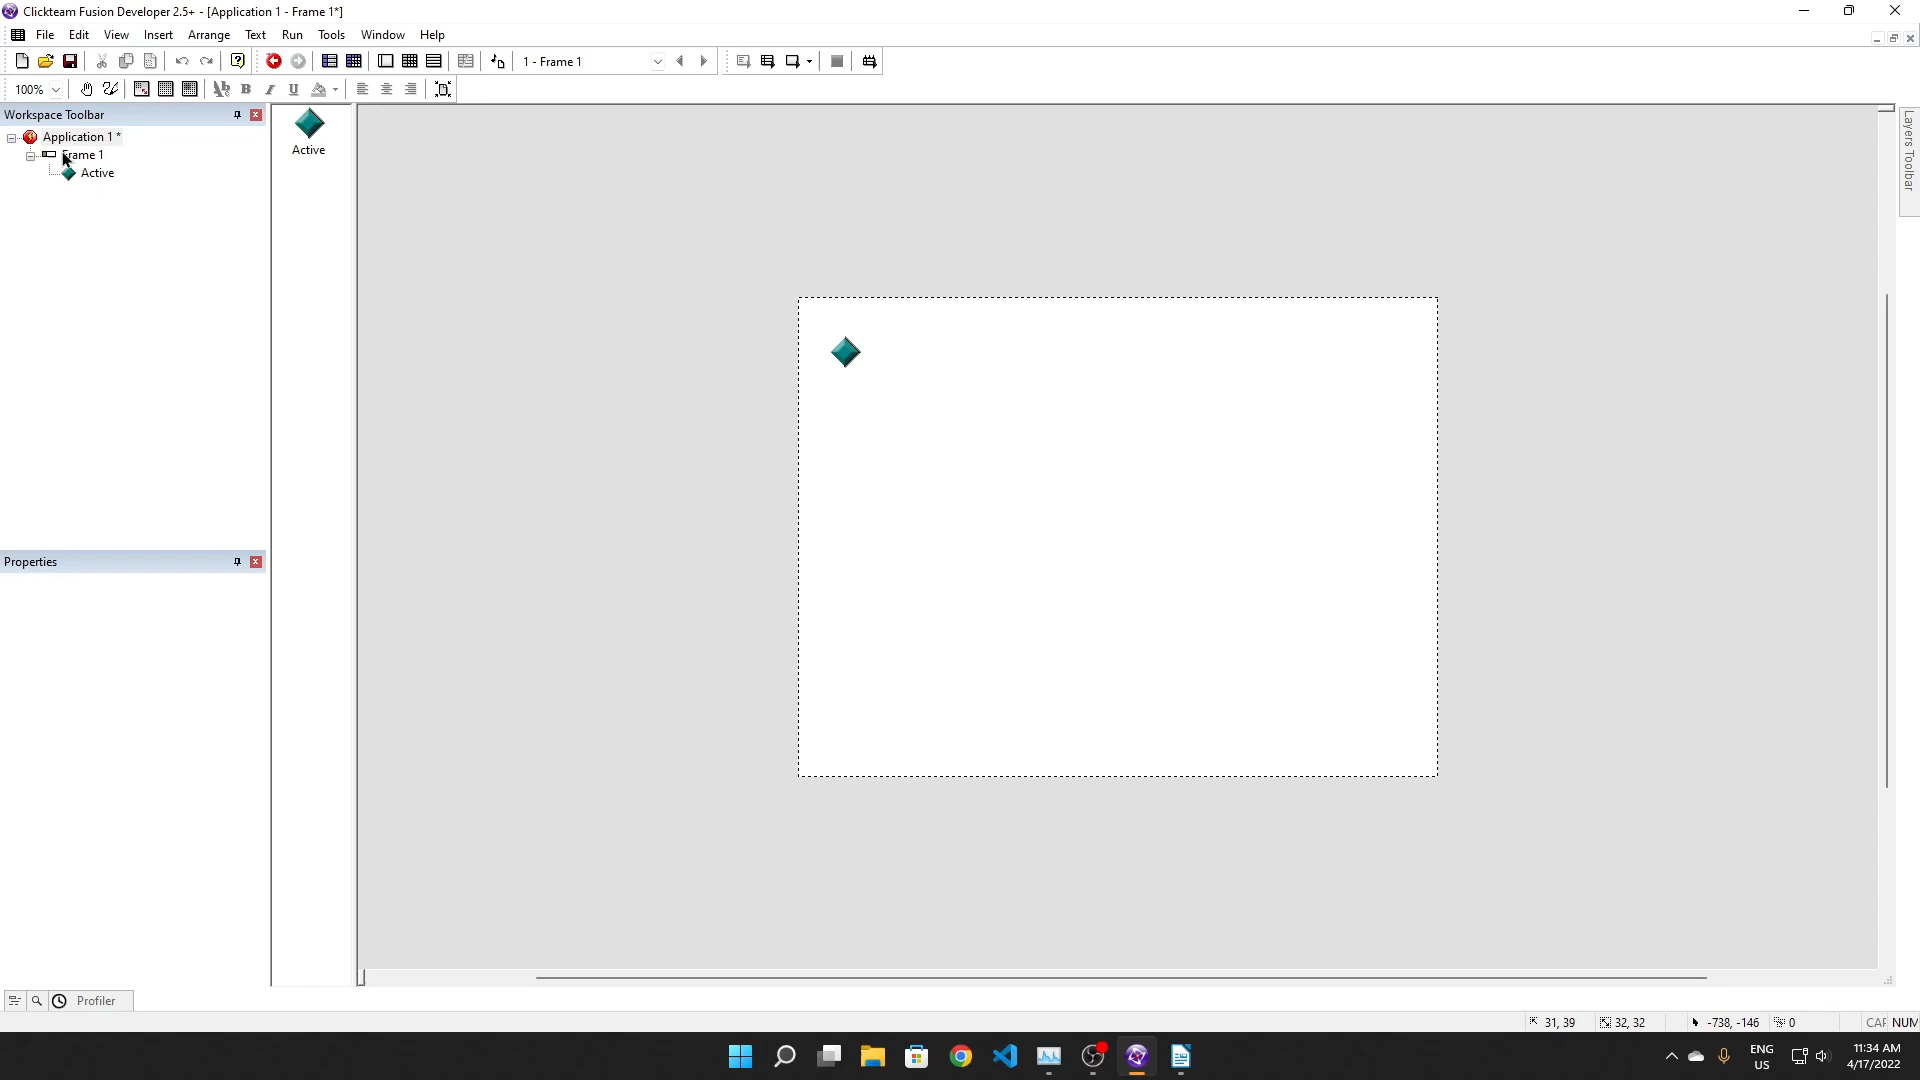 Clickteam Fusion Developer 2.5+ - [Application 1 - Frame 1*]
File Edit View Insert Arrange Text Run Tools Window Help
1 - Frame 1
100%
Workspace Toolbar
Application 1 *
Frame 1
Active
Active
Layers Toolbar
Properties
Profiler
31, 39 32, 32 -738, -146 0 CAF NUM
ENG
US
11:34 AM
4/17/2022